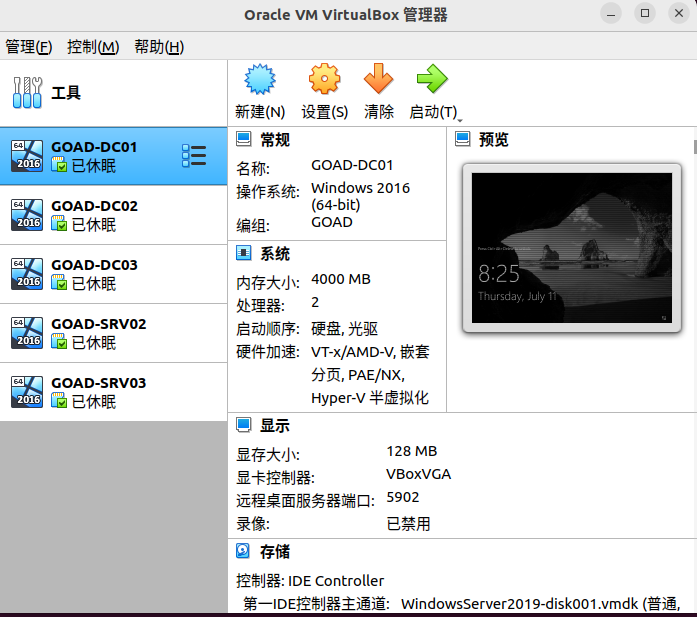 Oracle VM VirtualBox 管理器
管理(F) 控制(M) 帮助(H)
工具
新建(N) 设置(S) 清除 启动(T)
64 2016 GOAD-DC01
已休眠
64 2016 GOAD-DC02
已休眠
64 2016 GOAD-DC03
已休眠
64 2016 GOAD-SRV02
已休眠
64 2016 GOAD-SRV03
已休眠
常规
名称: GOAD-DC01
操作系统: Windows 2016
(64-bit)
编组: GOAD
系统
内存大小: 4000 MB
处理器: 2
启动顺序: 硬盘, 光驱
硬件加速: VT-x/AMD-V, 嵌套
分页, PAE/NX,
Hyper-V 半虚拟化
预览
8:25
Thursday, July 11
显示
显存大小: 128 MB
显卡控制器: VBoxVGA
远程桌面服务器端口: 5902
录像: 已禁用
存储
控制器: IDE Controller
第一IDE控制器主通道: WindowsServer2019-disk001.vmdk (普通,